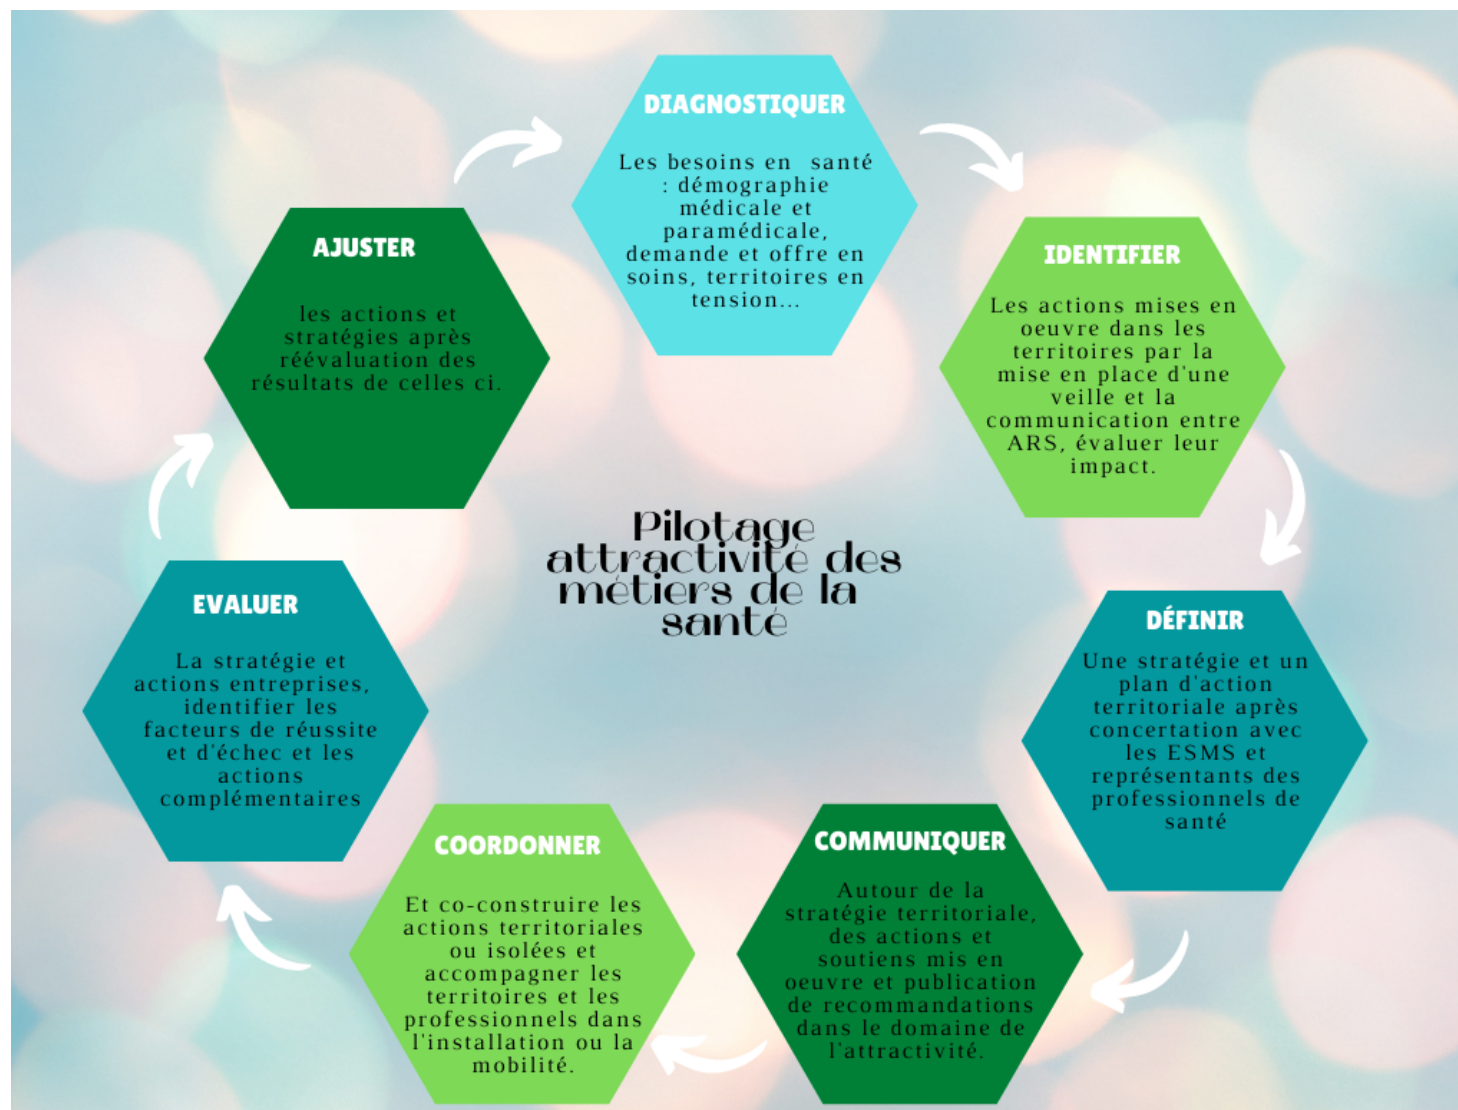 DIAGNOSTIQUER
Les besoins en  santé
: démographie
médicale et
paramédicale,
demande et offre en
soins, territoires en
tension...
IDENTIFIER
Les actions mises en
oeuvre dans les
territoires par la
mise en place d'une
veille et la
communication entre
ARS, évaluer leur
impact.
DÉFINIR
Une stratégie et un
plan d'action
territoriale après
concertation avec
les ESMS et
représentants des
professionnels de
santé
COMMUNIQUER
Autour de la
stratégie territoriale,
des actions et
soutiens mis en
oeuvre et publication
de recommandations
dans le domaine de
l'attractivité.
COORDONNER
Et co-construire les
actions territoriales
ou isolées et
accompagner les
territoires et les
professionnels dans
l'installation ou la
mobilité.
EVALUER
La stratégie et
actions entreprises,
identifier les
facteurs de réussite
et d'échec et les
actions
complémentaires
AJUSTER
les actions et
stratégies après
réévaluation des
résultats de celles ci.
Pilotage
attractivité des
métiers de la
santé